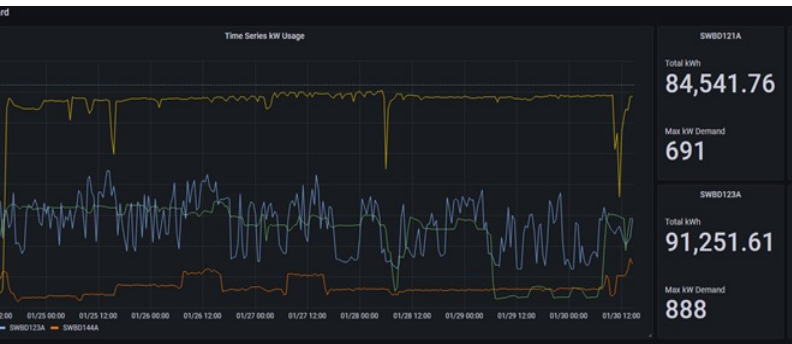 rd
Time Series kW Usage
2:00 01/25 00:00 01/25 12:00 01/26 00:00 01/26 12:00 01/27 00:00 01/27 12:00 01/28 00:00 01/28 12:00 01/29 00:00 01/29 12:00 01/30 00:00 01/30 12:00
SWBD123A SWBD144A
SWBD121A
Total kWh
84,541.76
Max kW Demand
691
SWBD123A
Total kWh
91,251.61
Max kW Demand
888